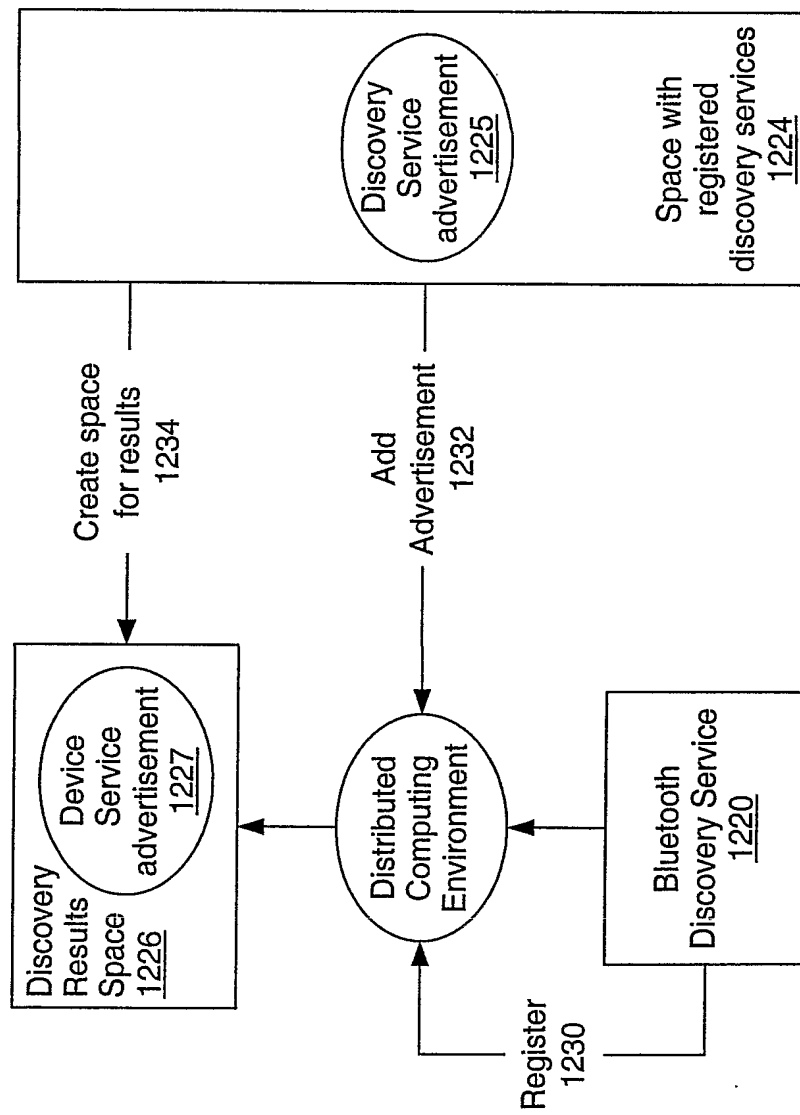 Register
1230
Bluetooth
Discovery Service
1220
Distributed
Computing
Environment
Discovery
Results
Space
1226
Device
Service
advertisement
1227
Add
Advertisement
1232
Create space
for results
1234
Discovery
Service
advertisement
1225
Space with
registered
discovery services
1224